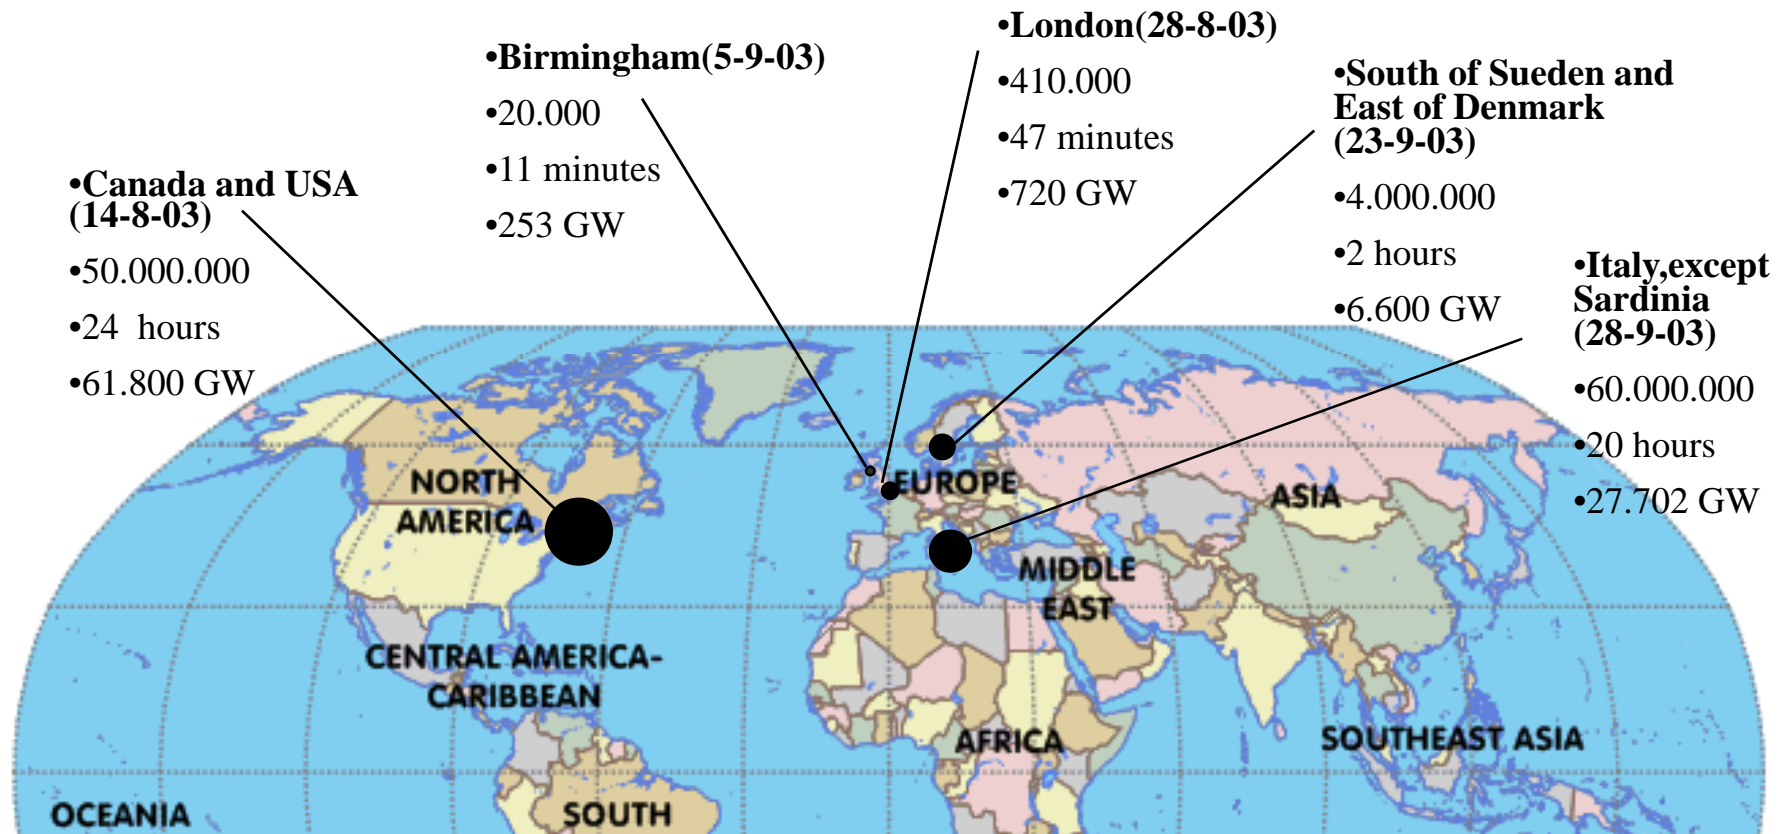 •Canada and USA
(14-8-03)
•50.000.000
•24  hours
•61.800 GW
•Birmingham(5-9-03)
•20.000
•11 minutes
•253 GW
•London(28-8-03)
•410.000
•47 minutes
•720 GW
•South of Sueden and
East of Denmark
(23-9-03)
•4.000.000
•2 hours
•6.600 GW
•Italy,except
Sardinia
(28-9-03)
•60.000.000
•20 hours
•27.702 GW
NORTH
AMERICA
EUROPE
ASIA
MIDDLE
EAST
CENTRAL AMERICA-
CARIBBEAN
AFRICA
SOUTHEAST ASIA
OCEANIA
SOUTH